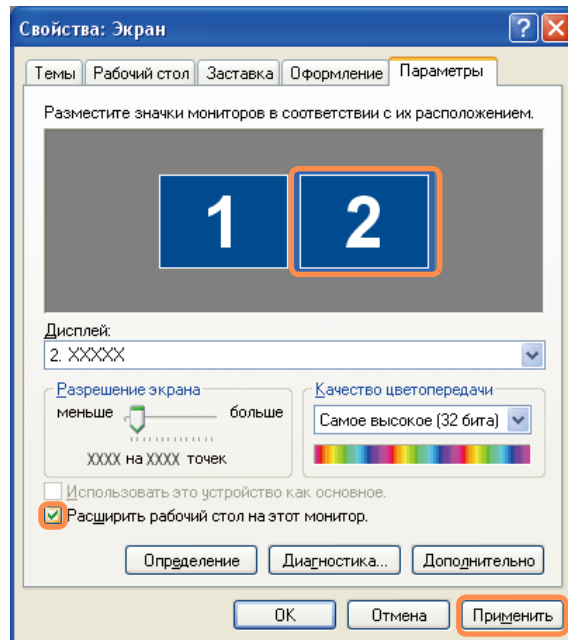 Свойства: Экран
Темы Рабочий стол Заставка Оформление Параметры
Разместите значки мониторов в соответствии с их расположением.
1 2
Дисплей:
2. XXXXX
Разрешение экрана Качество цветопередачи
меньше больше Самое высокое (32 бита)
XXXX на XXXX точек
Использовать это устройство как основное.
Расширить рабочий стол на этот монитор.
Определение Диагностика... Дополнительно
ОК Отмена Применить